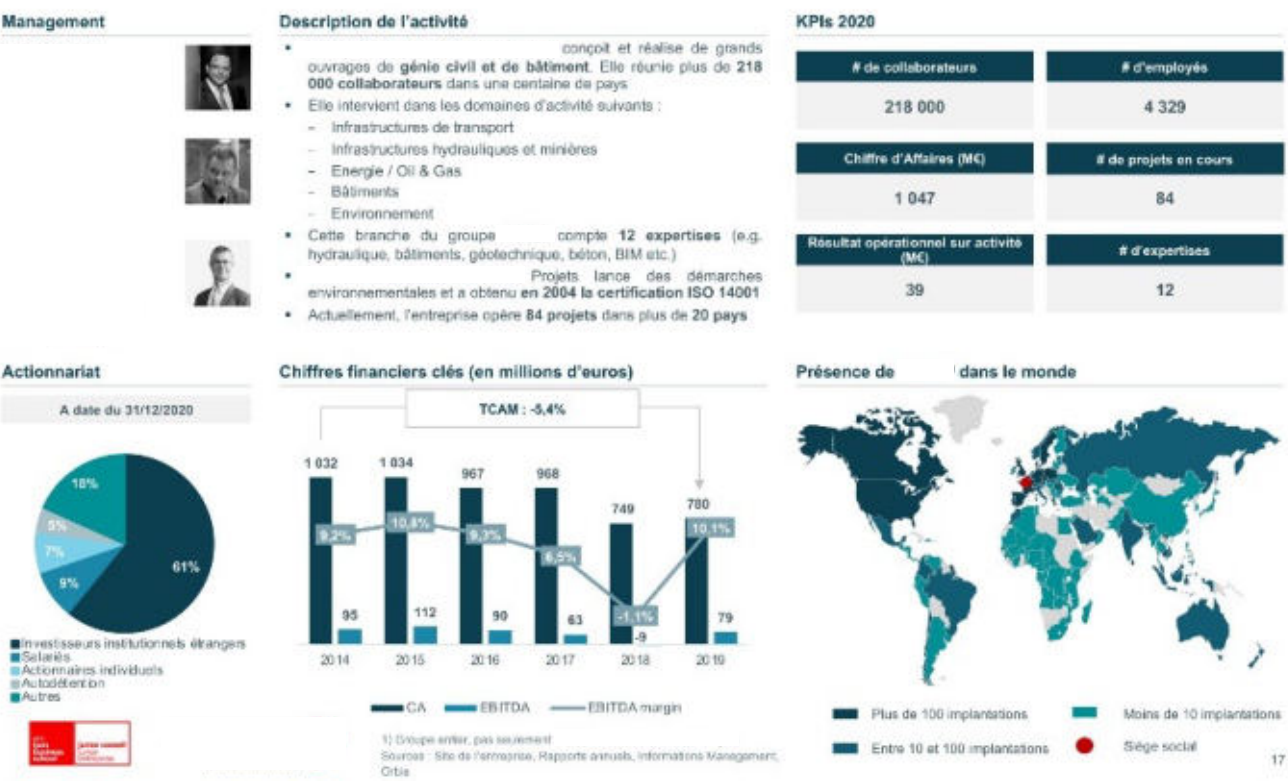 Management
Description de l'activité
conçoit et réalise de grands
ouvrages de génie civil et de bâtiment. Elle réunie plus de 218
000 collaborateurs dans une centaine de pays
Elle intervient dans les domaines d'activité suivants :
– Infrastructures de transport
– Infrastructures hydrauliques et minières
– Energie / Oil & Gas
– Bâtiments
– Environnement
Cette branche du groupe compte 12 expertises (e.g.
hydraulique, bâtiments, géotechnique, béton, BIM etc.)
Projets lance des démarches
environnementales et a obtenu en 2004 la certification ISO 14001
Actuellement, l'entreprise opère 84 projets dans plus de 20 pays
KPIs 2020
# de collaborateurs
# d'employés
218 000
4 329
Chiffre d'Affaires (M€)
# de projets en cours
1 047
84
Résultat opérationnel sur activité
(M€)
# d'expertises
39
12
Actionnariat
A date du 31/12/2020
18%
5%
7%
9%
61%
Investisseurs institutionnels étrangers
Salariés
Actionnaires individuels
Autodétention
Autres
Chiffres financiers clés (en millions d'euros)
TCAM : -5,4%
1 032
1 034
967
968
749
780
9,2%
10,8%
9,3%
6,5%
-1,1%
10,1%
95
112
90
63
-9
79
2014
2015
2016
2017
2018
2019
CA
EBITDA
EBITDA margin
1) Groupe entier, pas seulement
Sources : Site de l'entreprise, Rapports annuels, Informations Management,
Orbis
Présence de dans le monde
Plus de 100 implantations
Moins de 10 implantations
Entre 10 et 100 implantations
Siège social
junior conseil
17